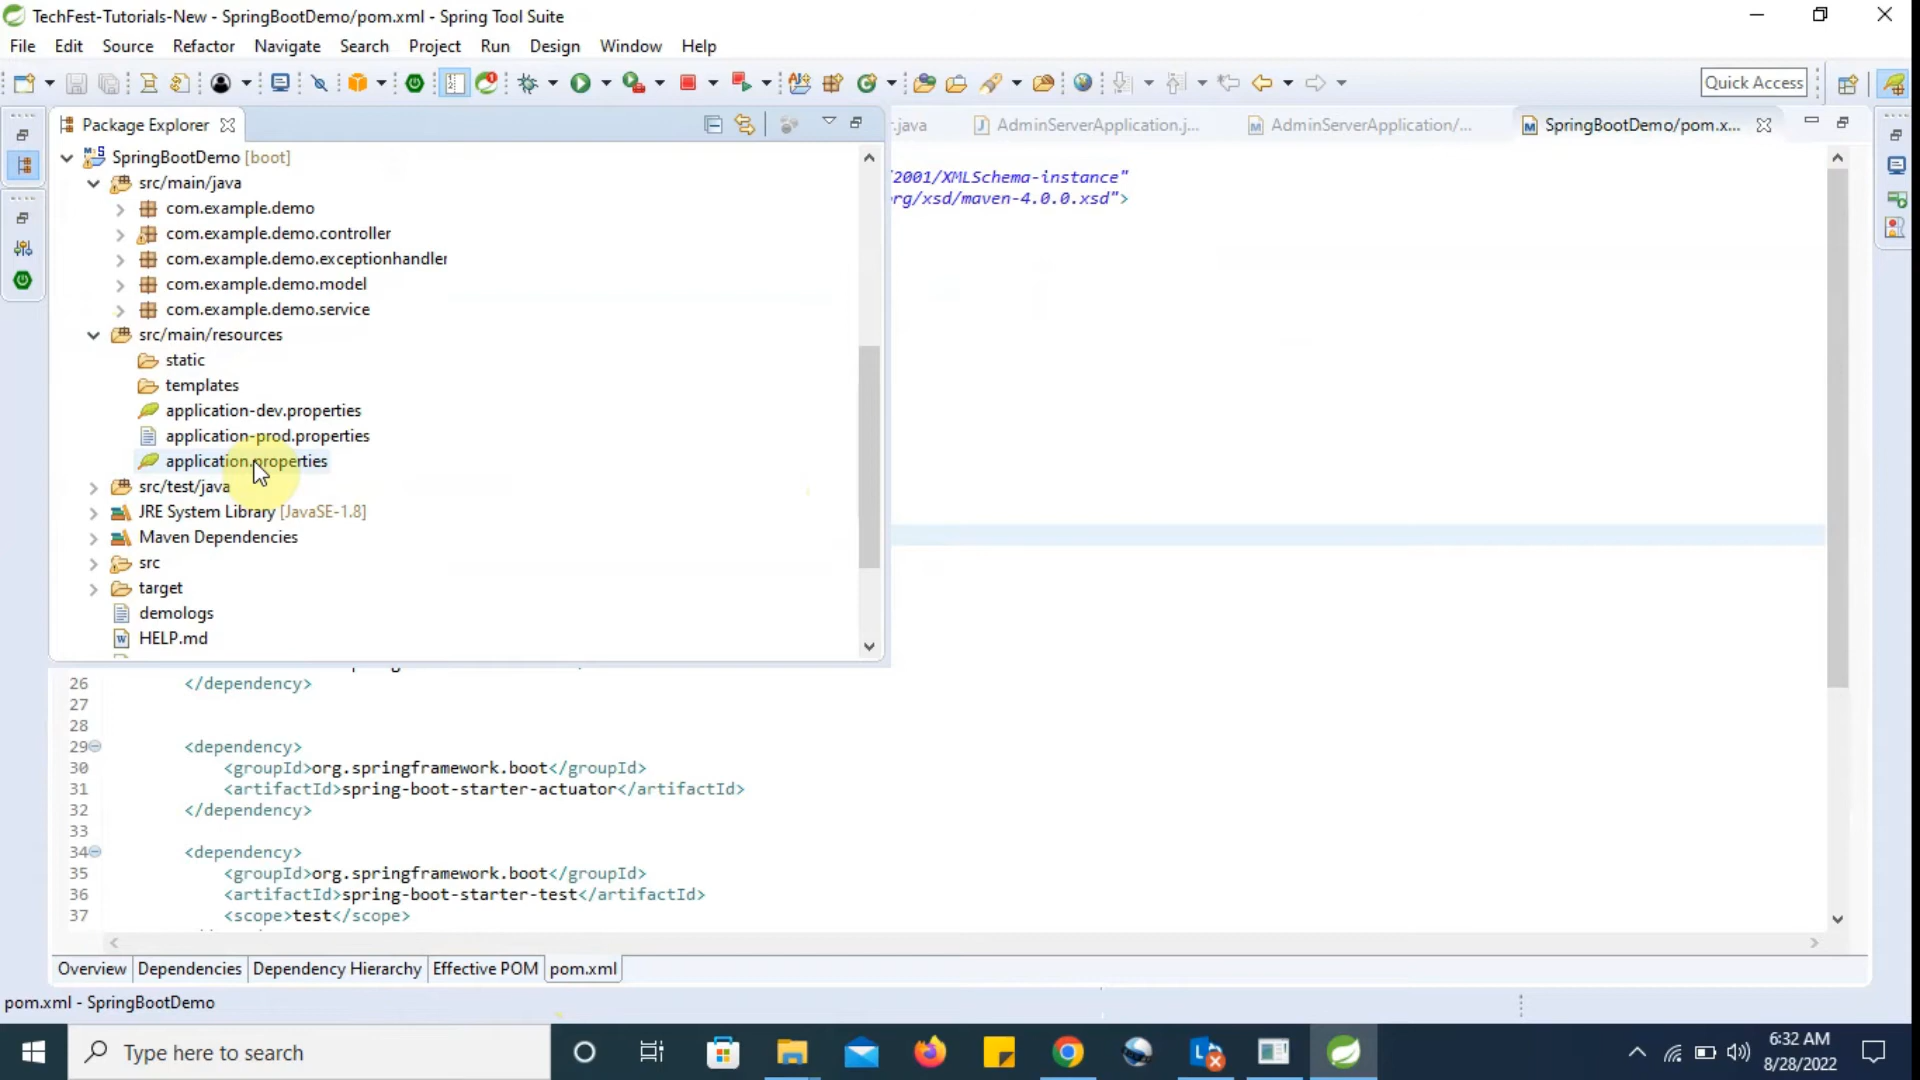 TechFest-Tutorials-New - SpringBootDemo/pom.xml - Spring Tool Suite
File Edit Source Refactor Navigate Search Project Run Design Window Help
Quick Access
Package Explorer
.java
AdminServerApplication.j...
AdminServerApplication/...
SpringBootDemo/pom.x...
SpringBootDemo [boot]
src/main/java
com.example.demo
com.example.demo.controller
com.example.demo.exceptionhandler
com.example.demo.model
com.example.demo.service
src/main/resources
static
templates
application-dev.properties
application-prod.properties
application.properties
src/test/java
JRE System Library [JavaSE-1.8]
Maven Dependencies
src
target
demologs
HELP.md
/2001/XMLSchema-instance"
rg/xsd/maven-4.0.0.xsd">
26 </dependency>
27
28
29 <dependency>
30 <groupId>org.springframework.boot</groupId>
31 <artifactId>spring-boot-starter-actuator</artifactId>
32 </dependency>
33
34 <dependency>
35 <groupId>org.springframework.boot</groupId>
36 <artifactId>spring-boot-starter-test</artifactId>
37 <scope>test</scope>
Overview Dependencies Dependency Hierarchy Effective POM pom.xml
pom.xml - SpringBootDemo
Type here to search
6:32 AM
8/28/2022